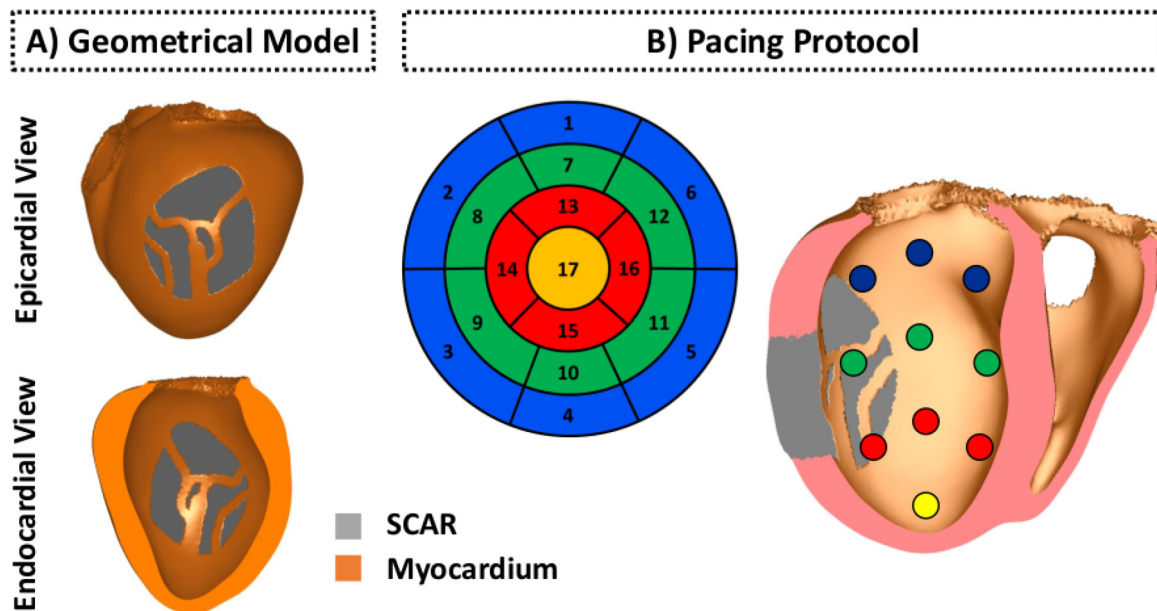 A) Geometrical Model
B) Pacing Protocol
Epicardial View
Endocardial View
1
2
6
7
8
12
13
14
17
16
9
15
11
3
10
5
4
SCAR
Myocardium